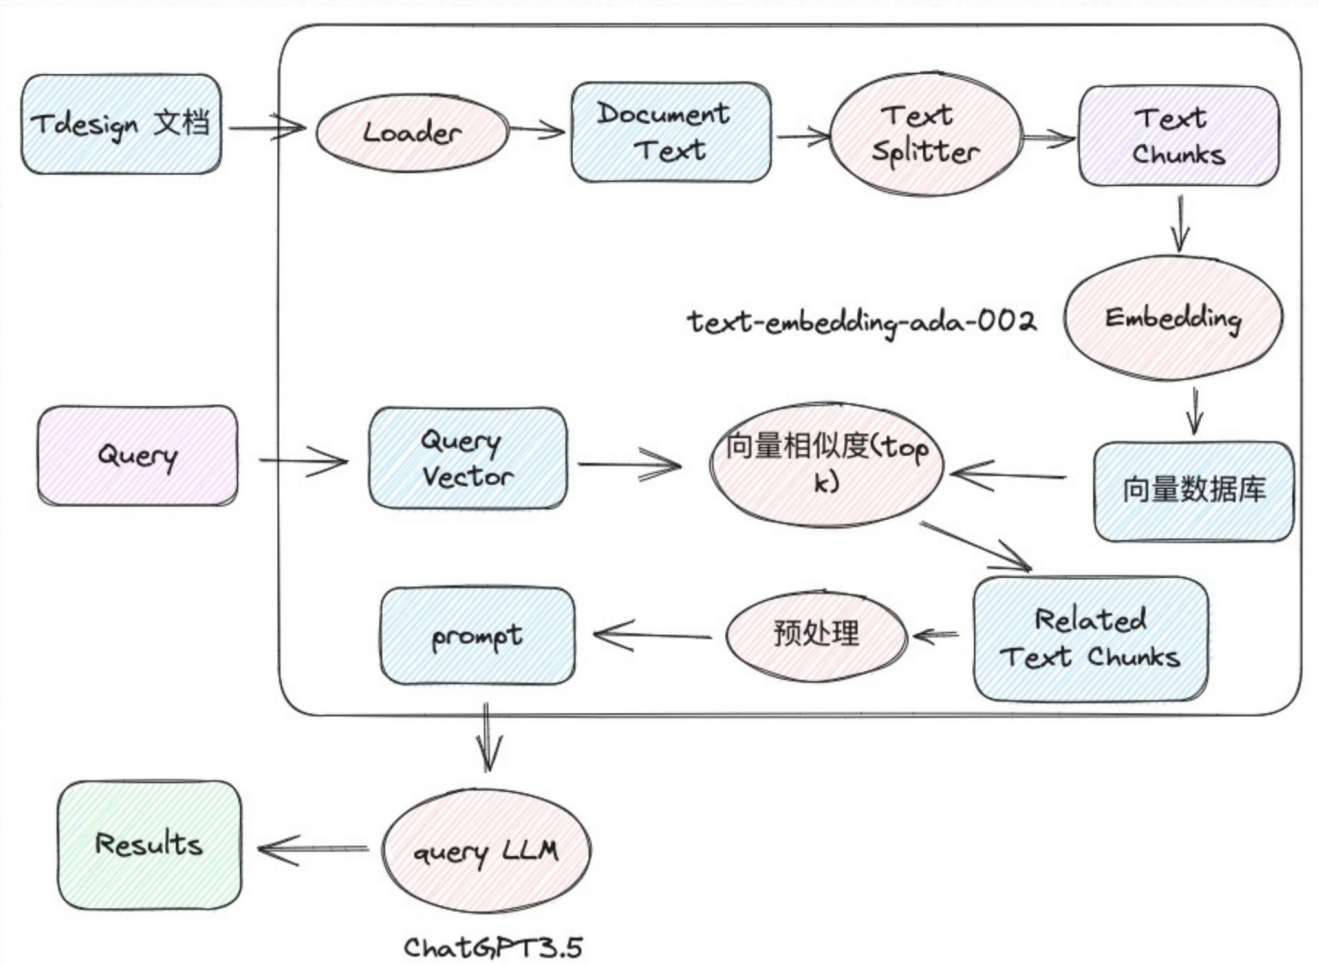 Tdesign 文档
Loader
Document
Text
Text
Splitter
Text
Chunks
text-embedding-ada-002
Embedding
Query
Query
Vector
向量相似度(top
k)
向量数据库
prompt
预处理
Related
Text Chunks
Results
query LLM
ChatGPT3.5